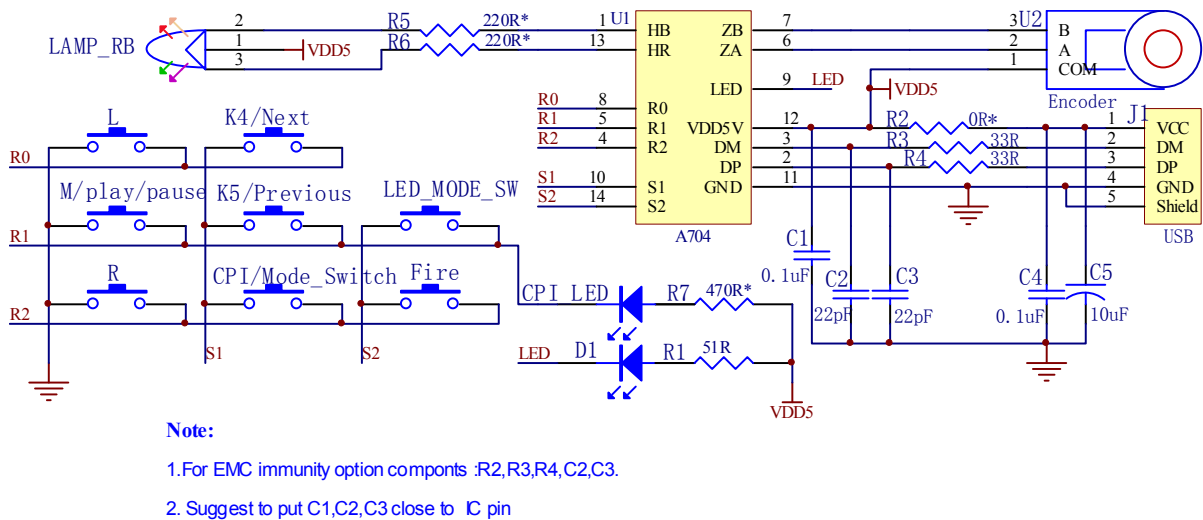 LAMP_RB
2
1
3
VDD5
R5
220R*
R6
220R*
1
13
U1
HB
HR
ZB
ZA
LED
R0
R1
R2
VDD5V
DM
DP
GND
S1
S2
A704
7
6
9
LED
12
3
2
11
R0
8
R1
5
R2
4
S1
10
S2
14
U2
3
2
1
B
A
COM
Encoder
VDD5
R2
0R*
R3
33R
R4
33R
J1
1
2
3
4
5
VCC
DM
DP
GND
Shield
USB
L
K4/Next
R0
M/play/pause
K5/Previous
LED_MODE_SW
R1
R
CPI/Mode_Switch
Fire
R2
S1
S2
CPI LED
R7
470R*
LED
D1
R1
51R
VDD5
C1
0.1uF
C2
22pF
C3
22pF
C4
0.1uF
C5
10uF
Note:
1.For EMC immunity option componts :R2,R3,R4,C2,C3.
2. Suggest to put C1,C2,C3 close to IC pin